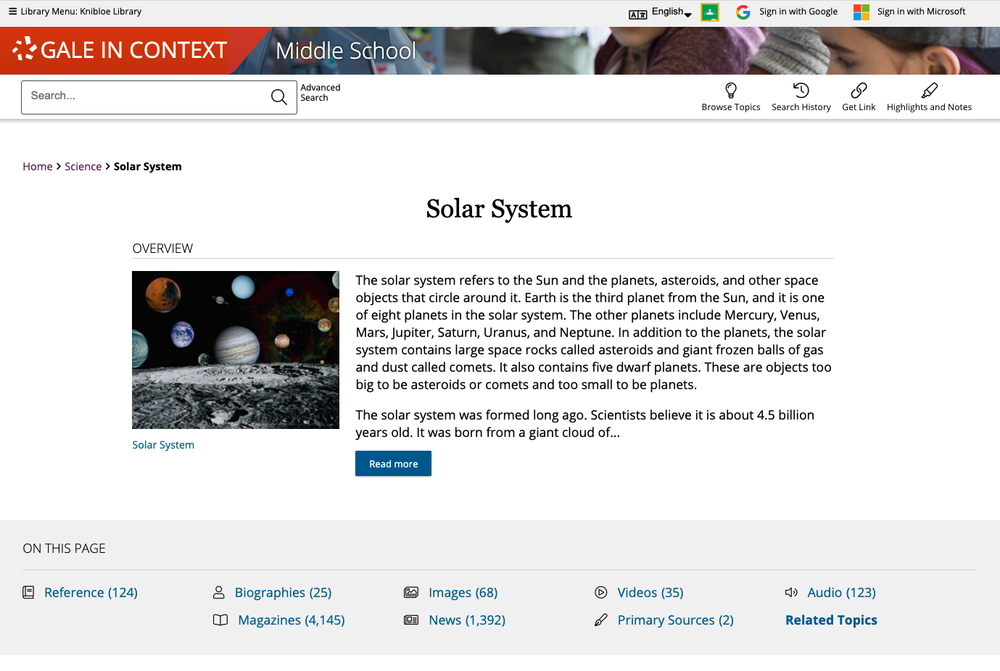 Library Menu: Knibloe Library
English
Sign in with Google
Sign in with Microsoft
GALE IN CONTEXT
Middle School
Search...
Advanced
Search
Browse Topics
Search History
Get Link
Highlights and Notes
Home > Science > Solar System
Solar System
OVERVIEW
The solar system refers to the Sun and the planets, asteroids, and other space
objects that circle around it. Earth is the third planet from the Sun, and it is one
of eight planets in the solar system. The other planets include Mercury, Venus,
Mars, Jupiter, Saturn, Uranus, and Neptune. In addition to the planets, the solar
system contains large space rocks called asteroids and giant frozen balls of gas
and dust called comets. It also contains five dwarf planets. These are objects too
big to be asteroids or comets and too small to be planets.
The solar system was formed long ago. Scientists believe it is about 4.5 billion
years old. It was born from a giant cloud of...
Solar System
Read more
ON THIS PAGE
Reference (124)
Biographies (25)
Images (68)
Videos (35)
Audio (123)
Magazines (4,145)
News (1,392)
Primary Sources (2)
Related Topics